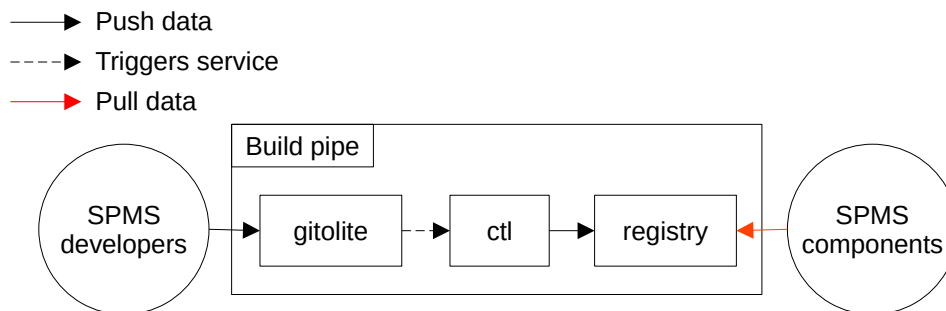 Push data
Triggers service
Pull data
Build pipe
SPMS
developers
gitolite
ctl
registry
SPMS
components